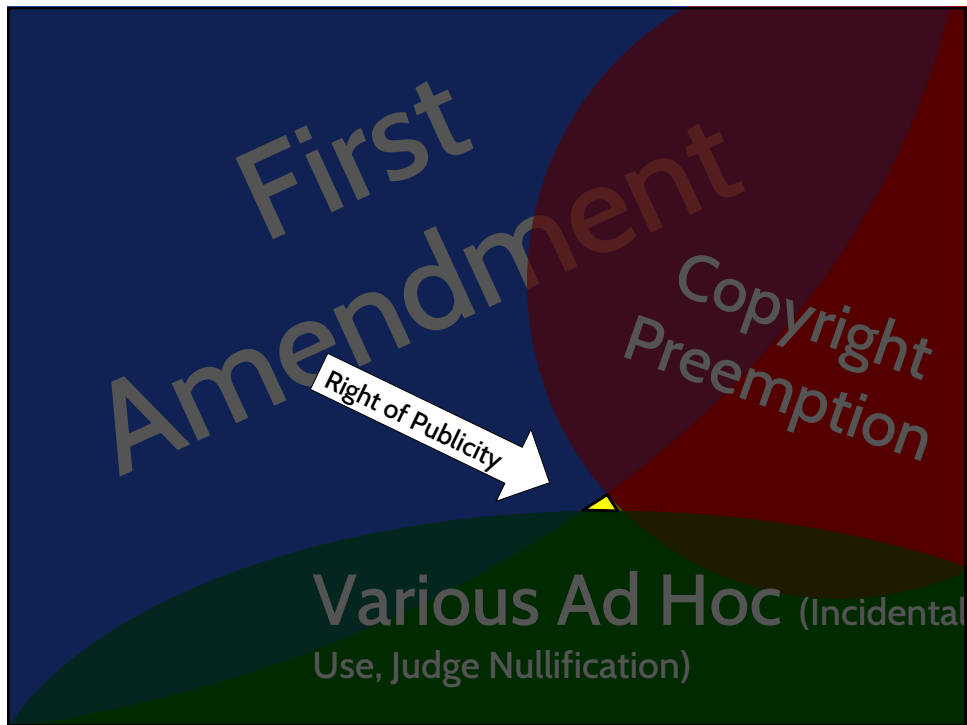 First
Amendment
Copyright
Preemption
Right of Publicity
Various Ad Hoc (Incidental
Use, Judge Nullification)